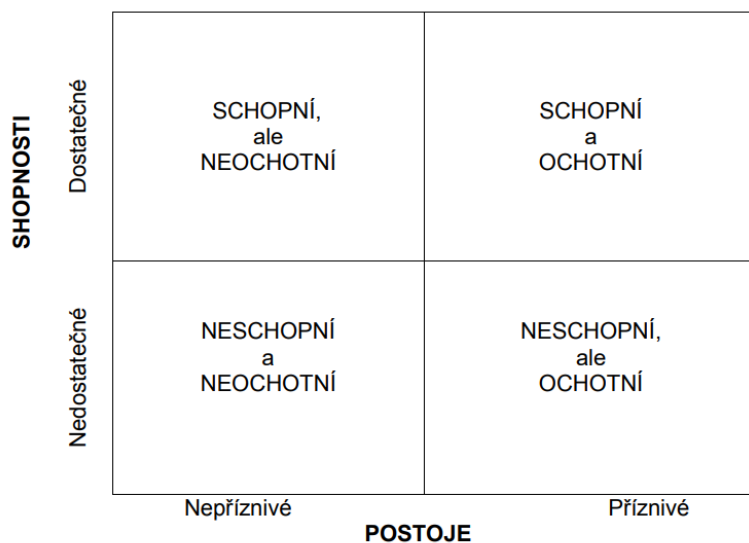 SHOPNOSTI
Dostatečné
SCHOPNÍ,
ale
NEOCHOTNÍ
SCHOPNÍ
a
OCHOTNÍ
Nedostatečné
NESCHOPNÍ
a
NEOCHOTNÍ
NESCHOPNÍ,
ale
OCHOTNÍ
Nepříznivé
Příznivé
POSTOJE